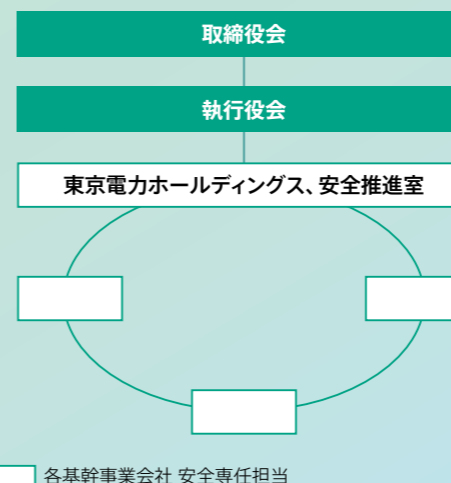 取締役会
執行役会
東京電力ホールディングス、安全推進室
各基幹事業会社 安全専任担当